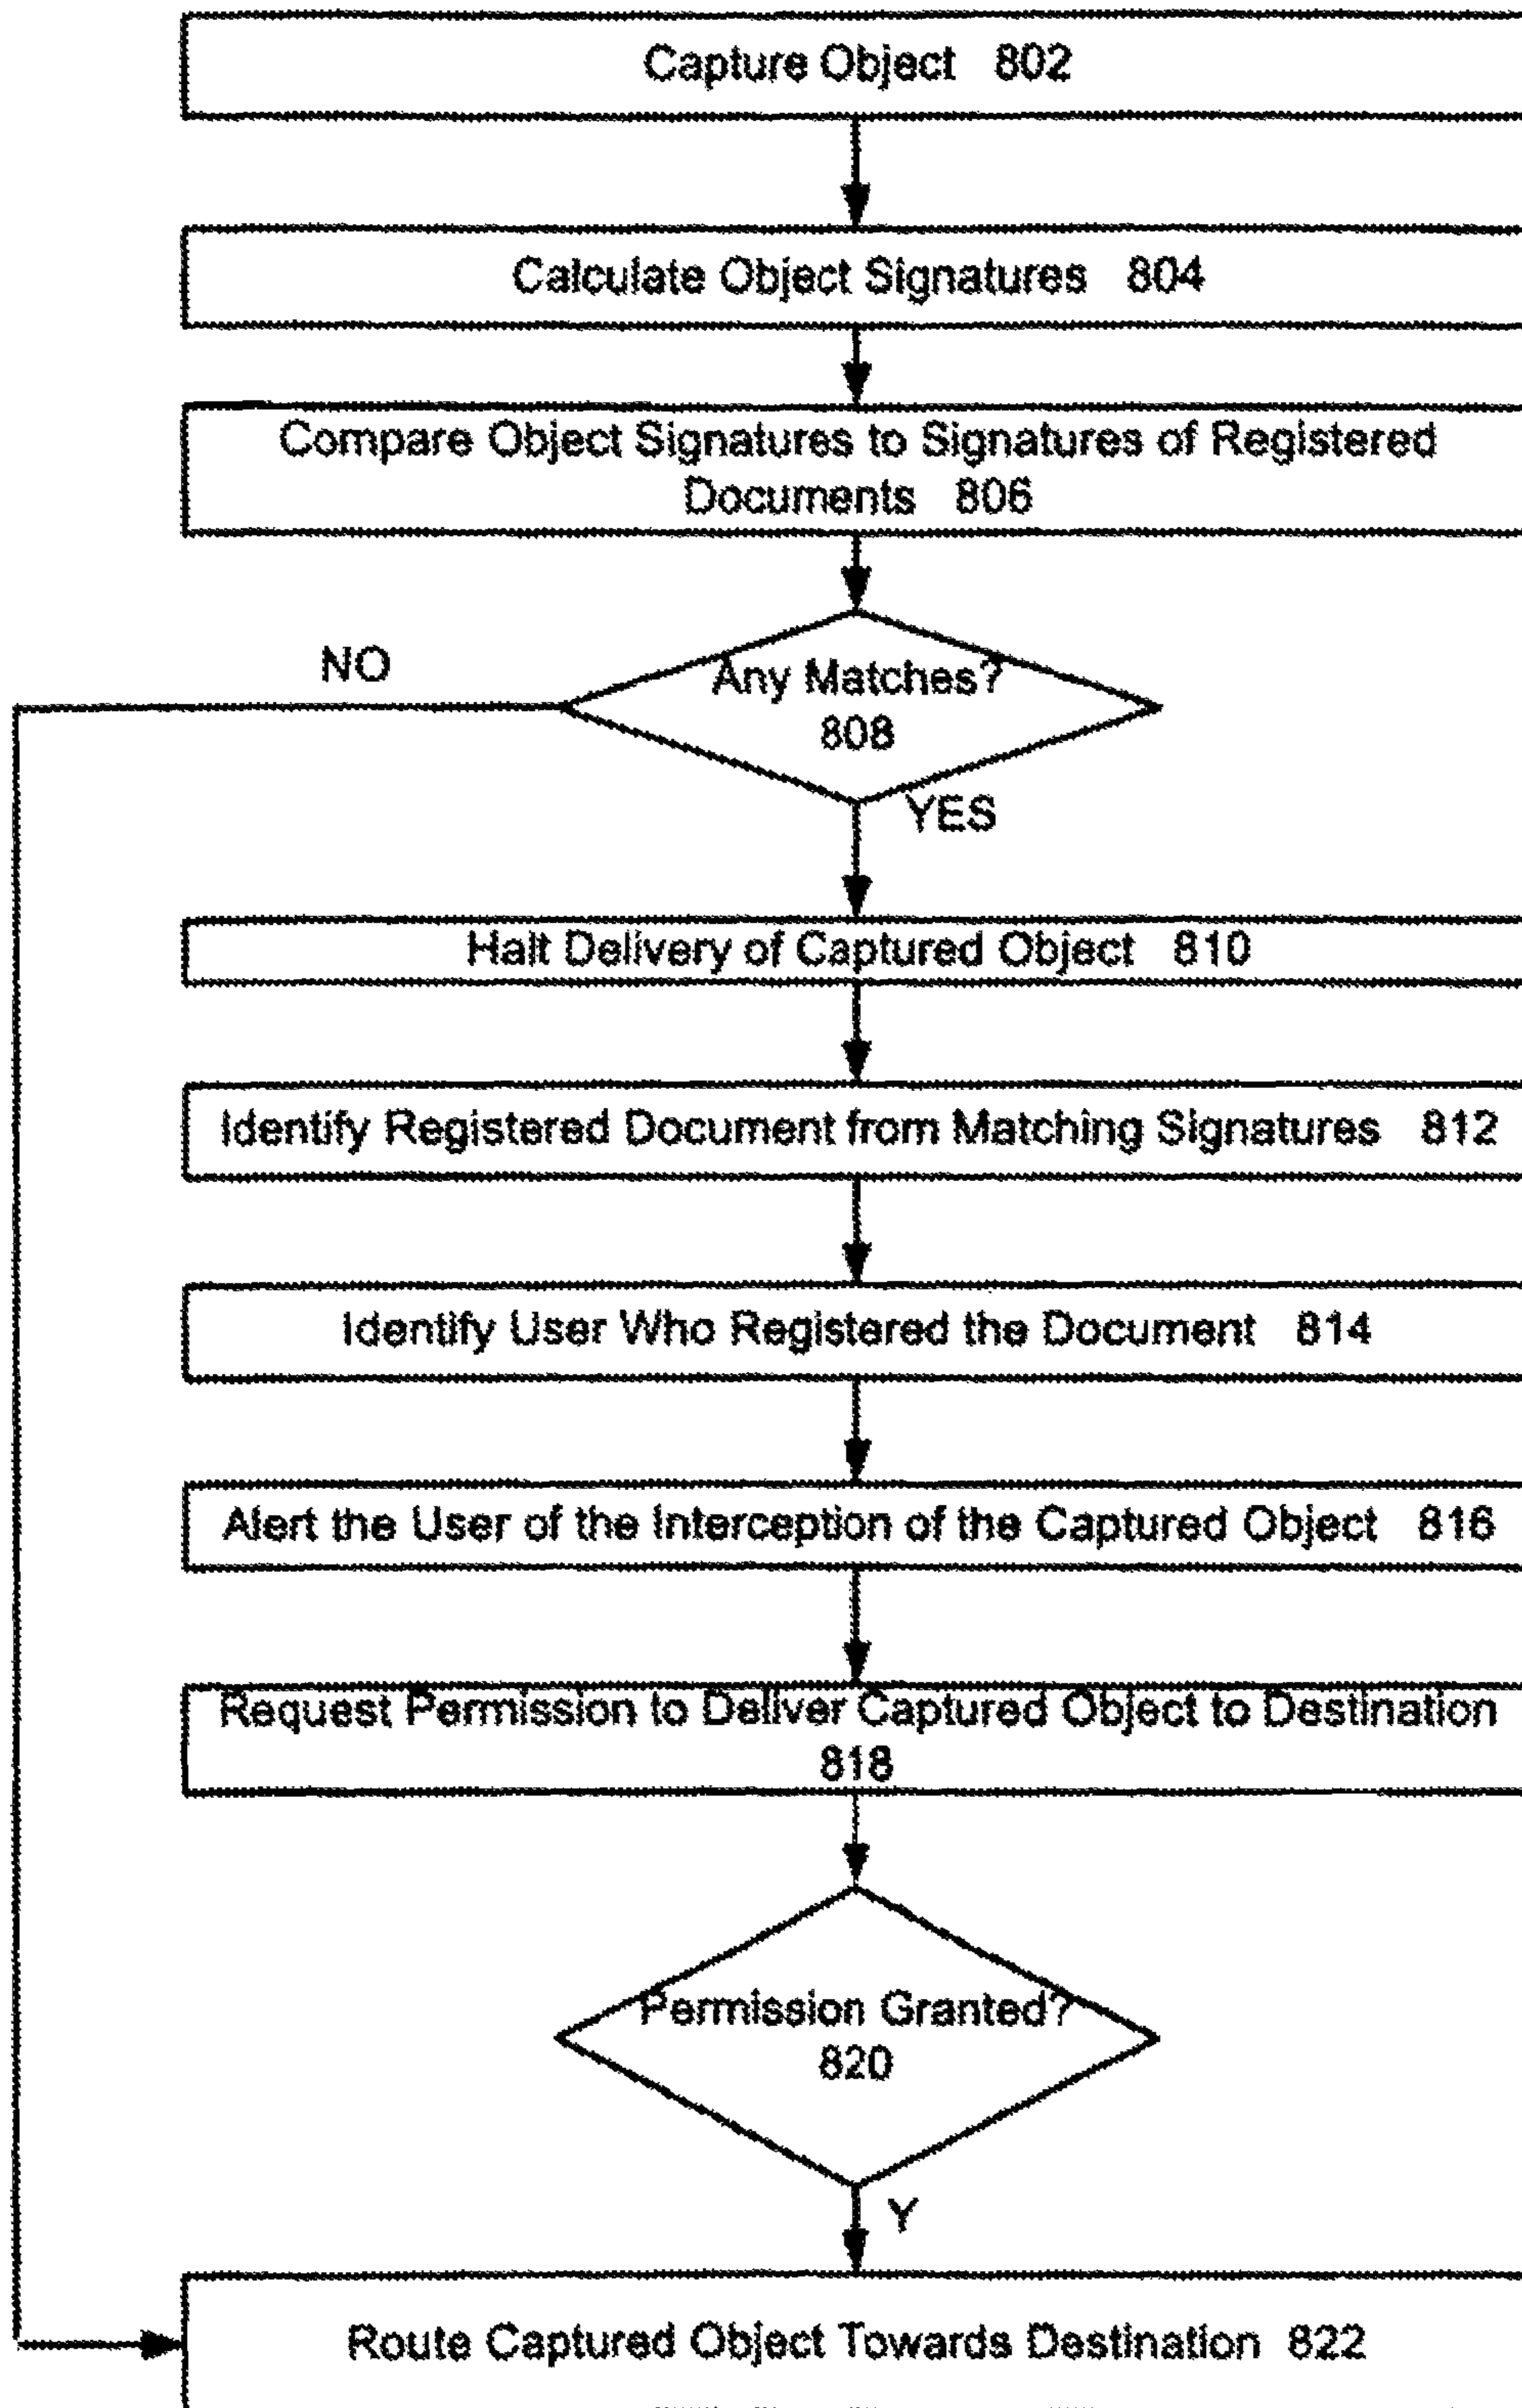 Capture Object 802
Calculate Object Signatures 804
Compare Object Signatures to Signatures of Registered
Documents 806
Any Matches?
808
NO
YES
Halt Delivery of Captured Object 810
Identify Registered Document from Matching Signatures 812
Identify User Who Registered the Document 814
Alert the User of the Interception of the Captured Object 816
Request Permission to Deliver Captured Object to Destination
818
Permission Granted?
820
Y
Route Captured Object Towards Destination 822